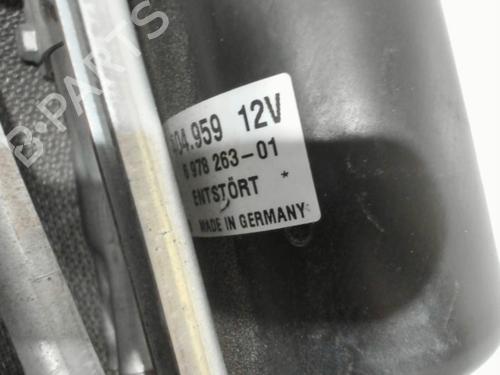 B-PARTS
404.959 12V
6 978 263-01
ENTSTÖRT *
MADE IN GERMANY